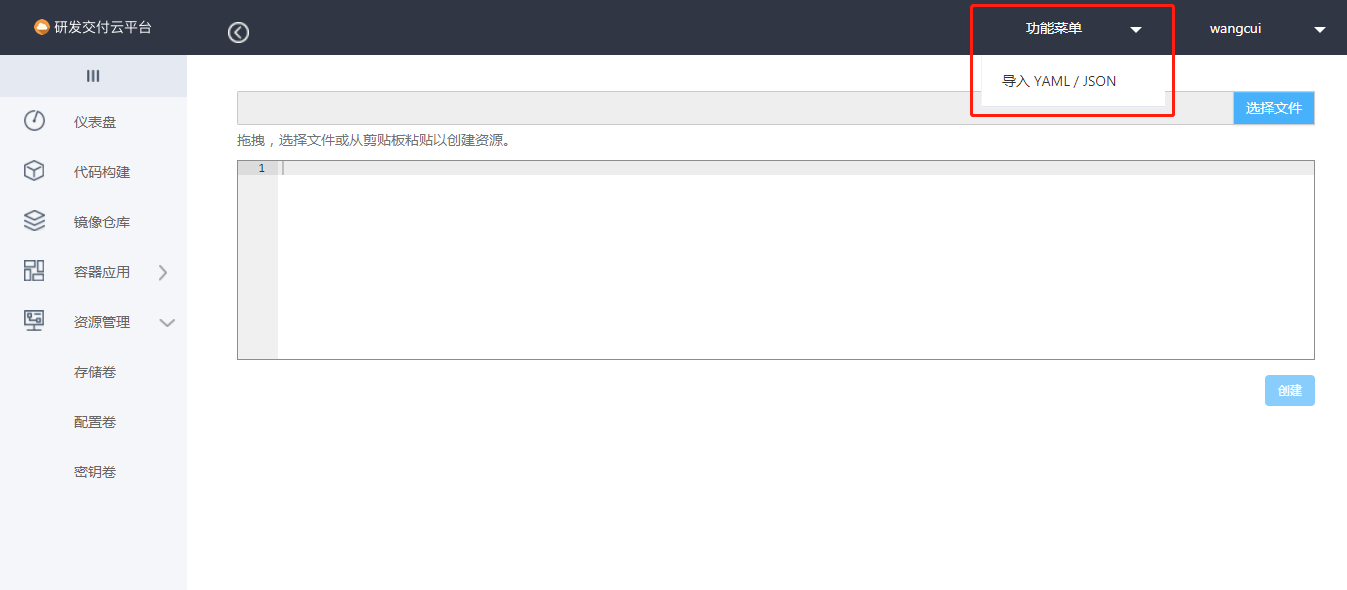 研发交付云平台
功能菜单
wangcui
导入 YAML / JSON
仪表盘
代码构建
镜像仓库
容器应用
资源管理
存储卷
配置卷
密钥卷
选择文件
拖拽，选择文件或从剪贴板粘贴以创建资源。
1
创建